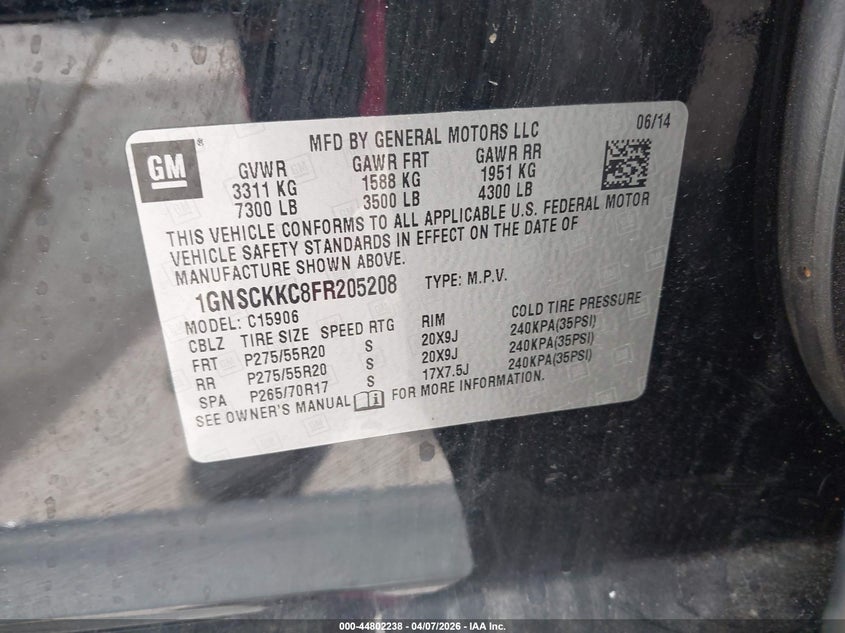 GM ®
MFD BY GENERAL MOTORS LLC
06/14
GVWR GAWR FRT GAWR RR
3311 KG 1588 KG 1951 KG
7300 LB 3500 LB 4300 LB
THIS VEHICLE CONFORMS TO ALL APPLICABLE U.S. FEDERAL MOTOR
VEHICLE SAFETY STANDARDS IN EFFECT ON THE DATE OF
MANUFACTURE SHOWN ABOVE.
1GNSCKKC8FR205208 TYPE: M.P.V.
MODEL: C15906
CBLZ TIRE SIZE SPEED RTG RIM COLD TIRE PRESSURE
FRT P275/55R20 S 20X9J 240KPA(35PSI)
RR P275/55R20 S 20X9J 240KPA(35PSI)
SPA P265/70R17 S 17X7.5J 240KPA(35PSI)
SEE OWNER'S MANUAL FOR MORE INFORMATION.
000-44802238 - 04/07/2026 - IAA Inc.